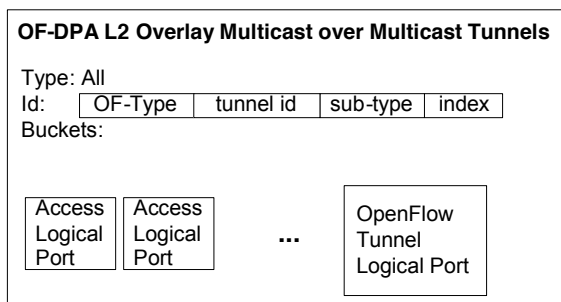 OF-DPA L2 Overlay Multicast over Multicast Tunnels
Type: All
Id: OF-Type tunnel id sub-type index
Buckets:
Access
Logical
Port
Access
Logical
Port
...
OpenFlow
Tunnel
Logical Port